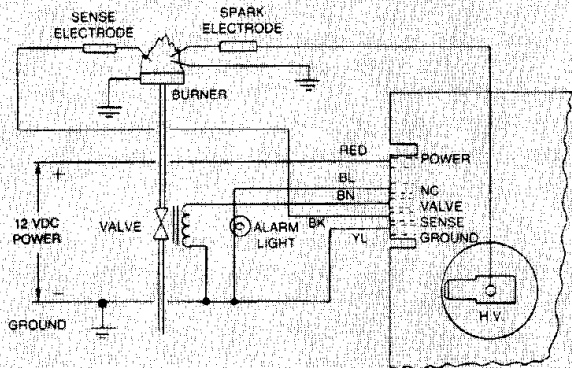 SENSE
ELECTRODE
SPARK
ELECTRODE
BURNER
RED
POWER
+
BL
NC
BN
VALVE
12 VDC
POWER
VALVE
ALARM
LIGHT
BK
SENSE
YL
GROUND
−
GROUND
H.V.